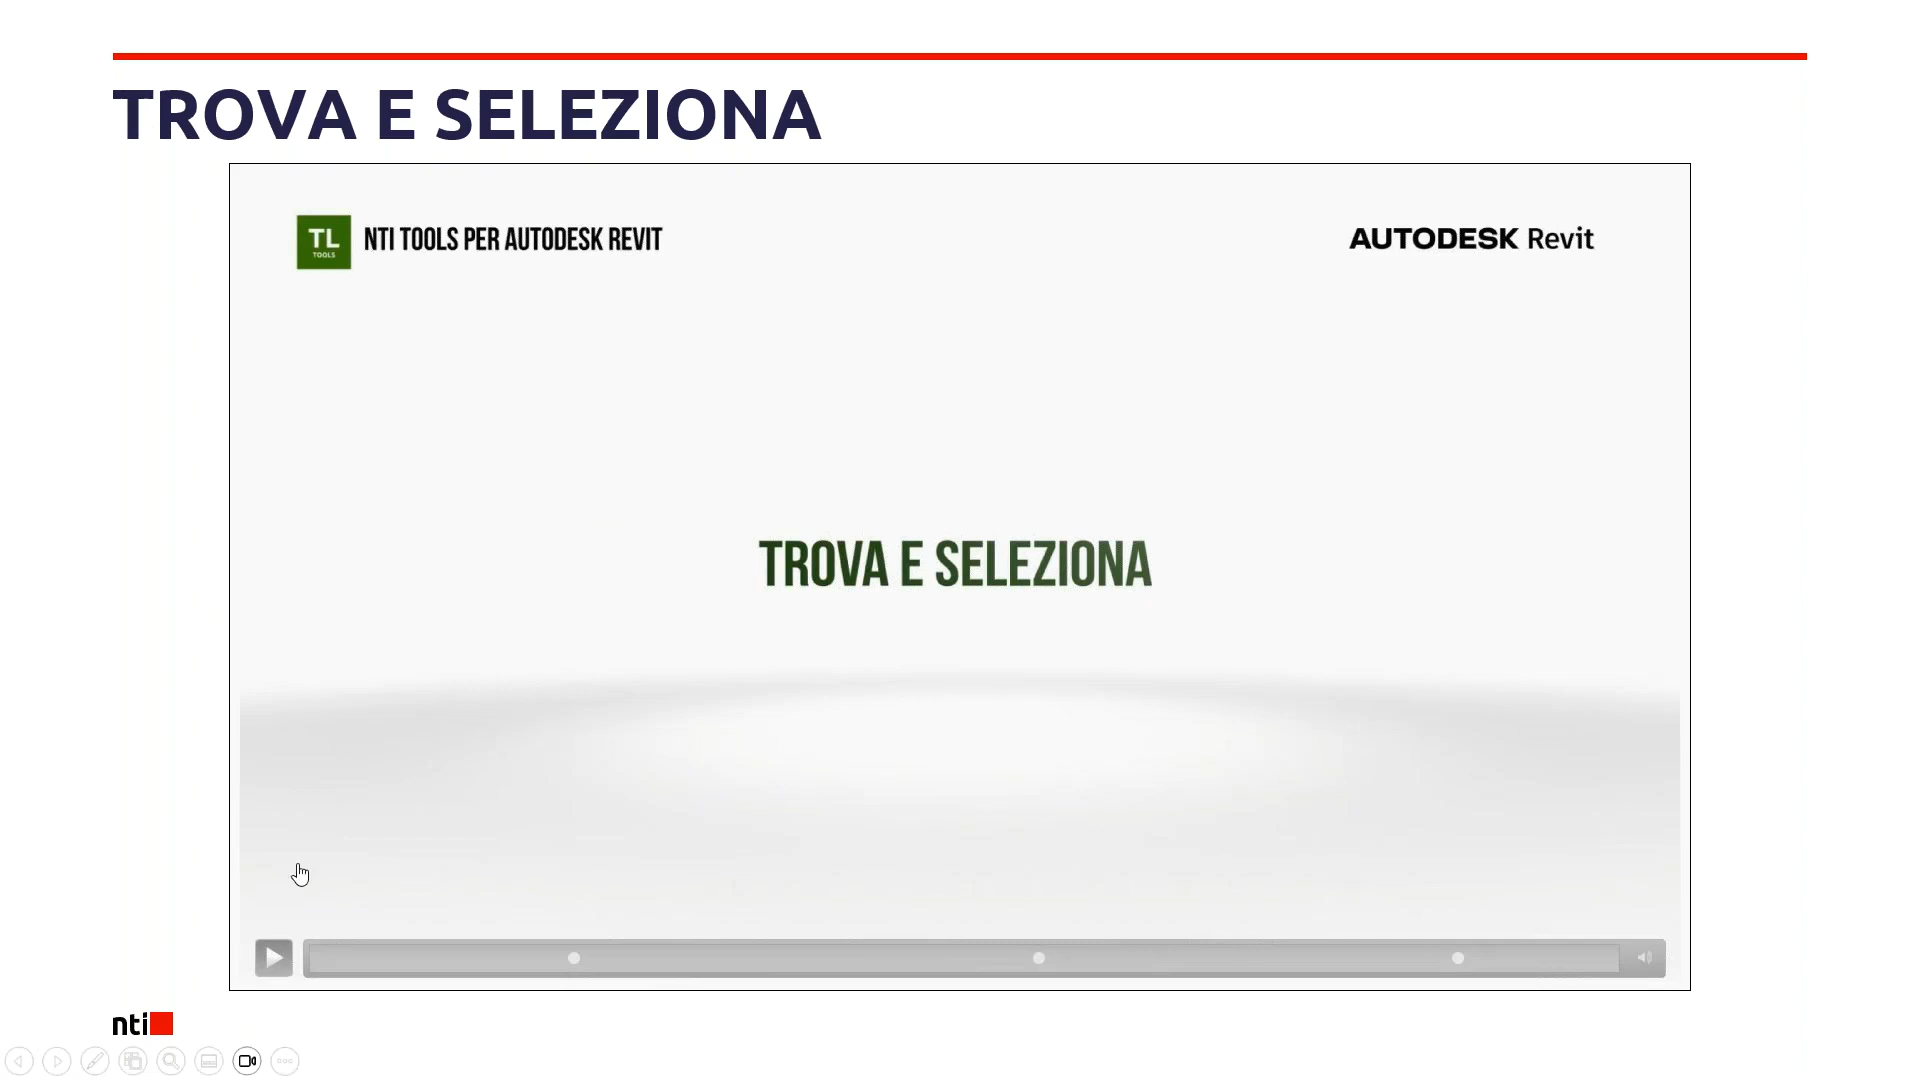 TROVA E SELEZIONA
TL
TOOLS
NTI TOOLS PER AUTODESK REVIT
AUTODESK Revit
TROVA E SELEZIONA
nti